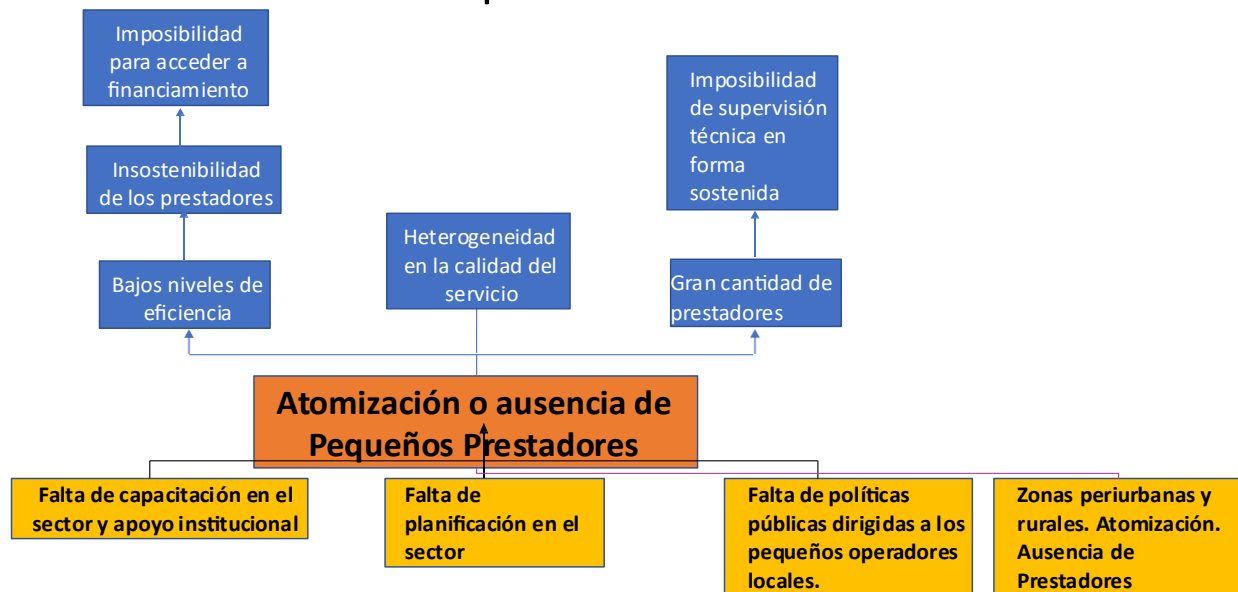 Imposibilidad
para acceder a
financiamiento
Imposibilidad
de supervisión
técnica en
forma
sostenida
Insostenibilidad
de los prestadores
Heterogeneidad
en la calidad del
servicio
Bajos niveles de
eficiencia
Gran cantidad de
prestadores
Atomización o ausencia de
Pequeños Prestadores
Falta de capacitación en el
sector y apoyo institucional
Falta de
planificación en el
sector
Falta de políticas
públicas dirigidas a los
pequeños operadores
locales.
Zonas periurbanas y
rurales. Atomización.
Ausencia de
Prestadores